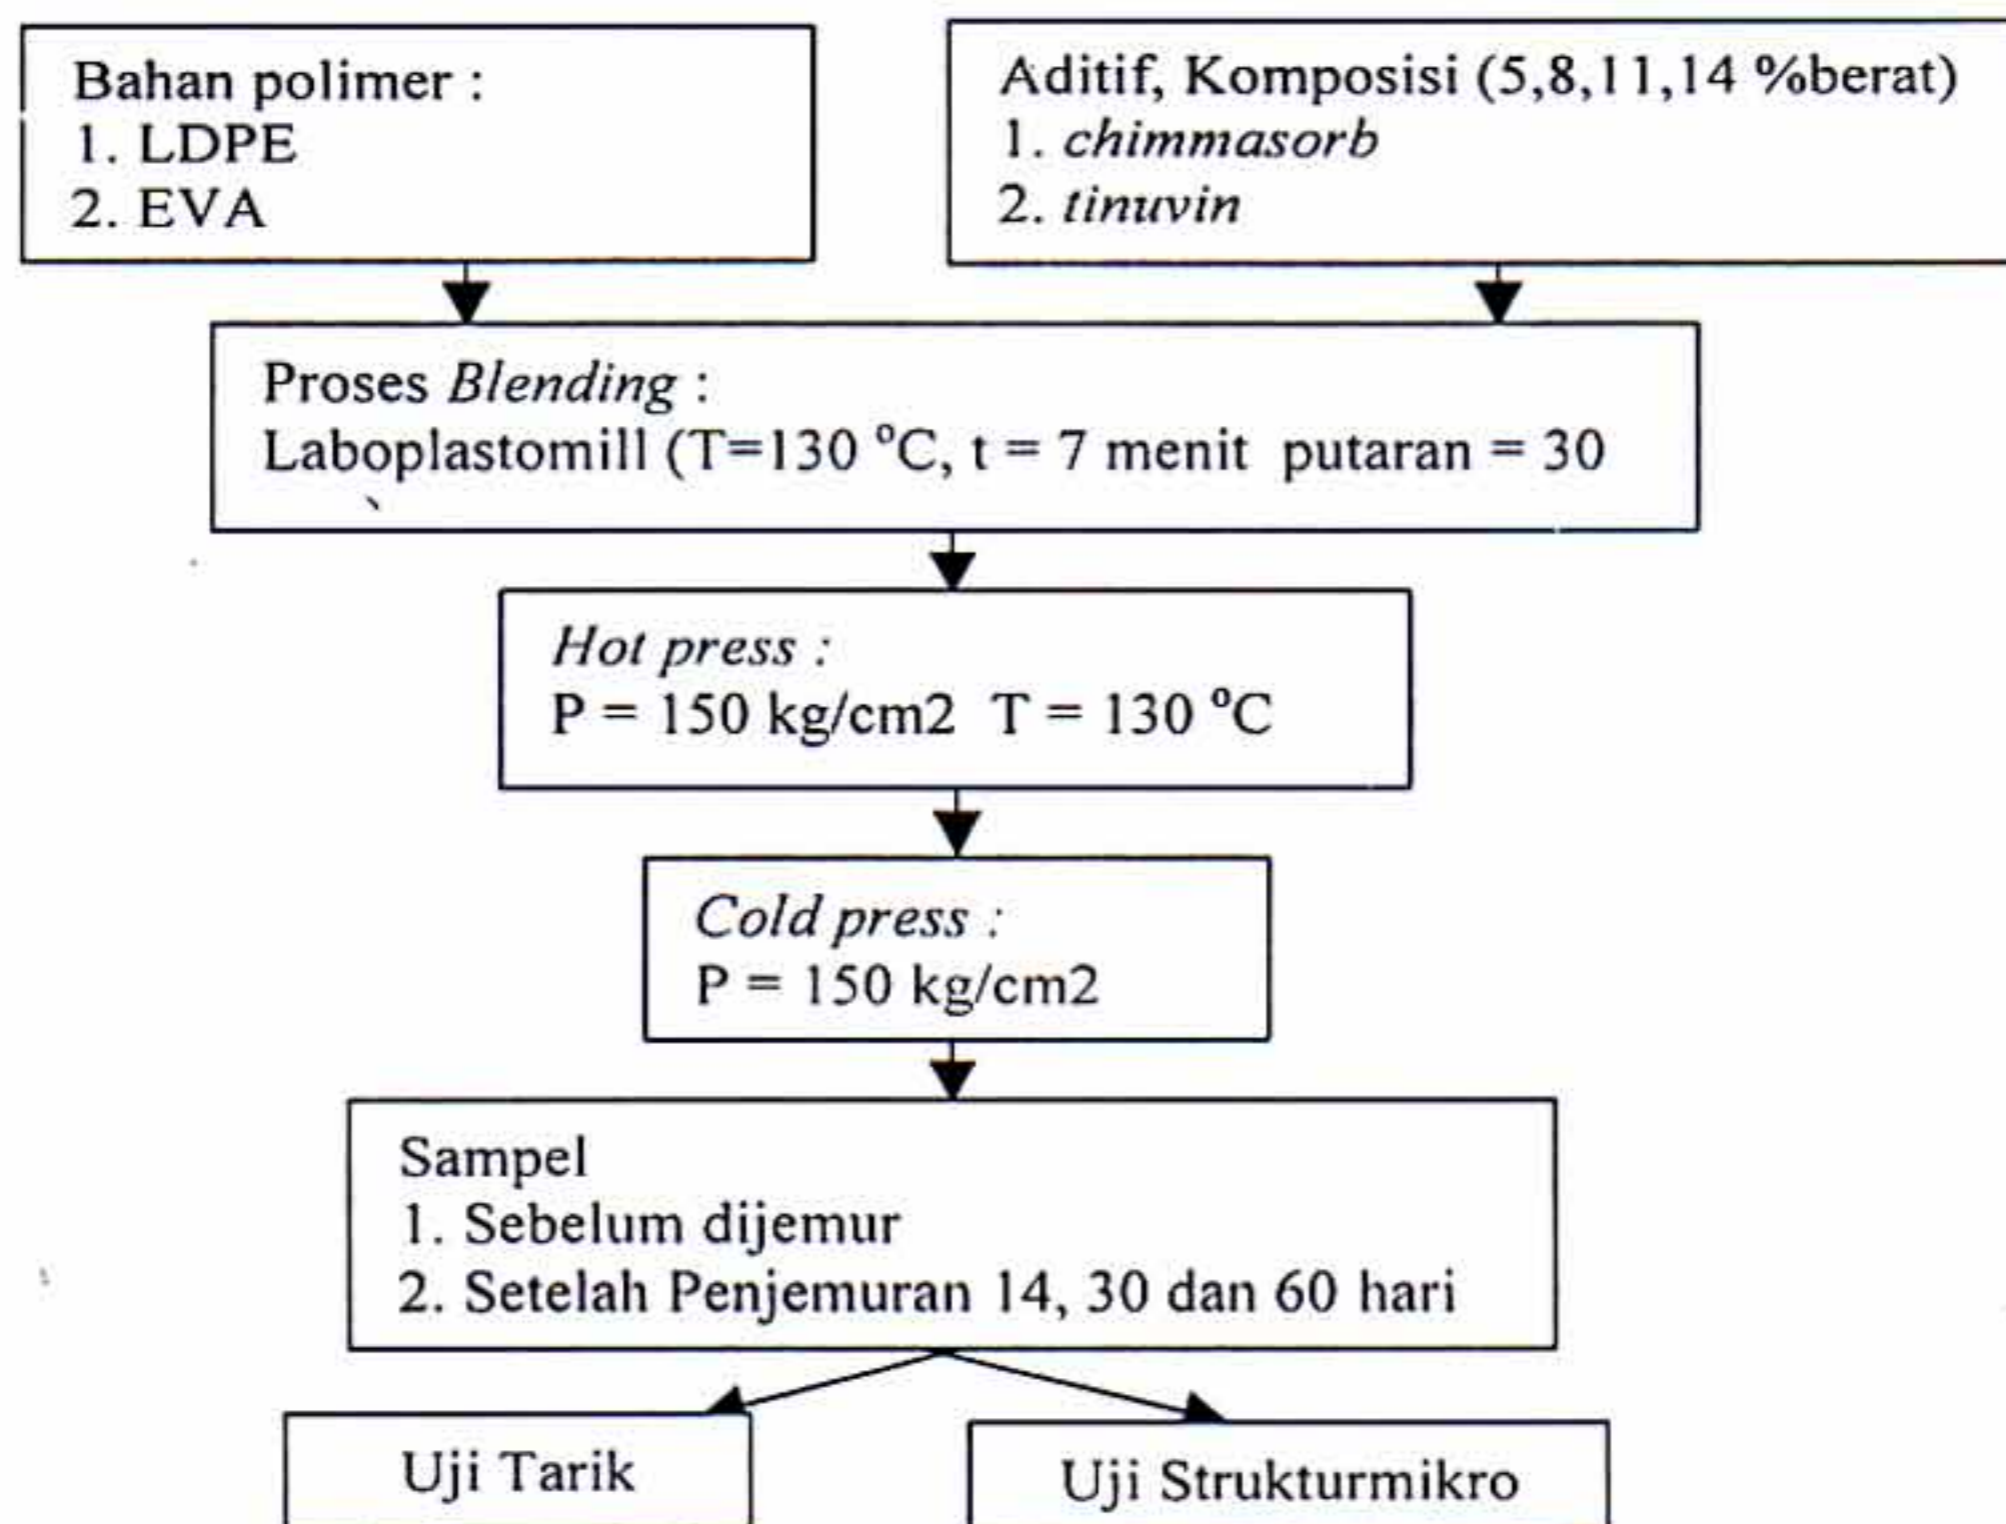 Bahan polimer :
1. LDPE
2. EVA
Aditif, Komposisi (5,8,11,14 %berat)
1. chimmasorb
2. tinuvin
Proses Blending :
Laboplastomill (T=130 °C, t = 7 menit putaran = 30
Hot press :
P = 150 kg/cm2 T = 130 °C
Cold press :
P = 150 kg/cm2
Sampel
1. Sebelum dijemur
2. Setelah Penjemuran 14, 30 dan 60 hari
Uji Tarik
Uji Strukturmikro